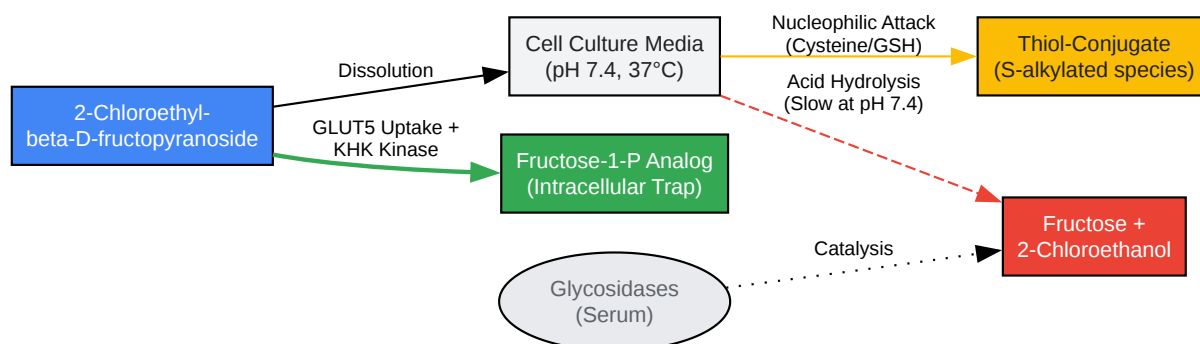 2-Chloroethyl-
beta-D-fructopyranoside
Dissolution
GLUT5 Uptake +
KHK Kinase
Cell Culture Media
(pH 7.4, 37°C)
Fructose-1-P Analog
(Intracellular Trap)
Glycosidases
(Serum)
Nucleophilic Attack
(Cysteine/GSH)
Acid Hydrolysis
(Slow at pH 7.4)
Catalysis
Thiol-Conjugate
(S-alkylated species)
Fructose +
2-Chloroethanol